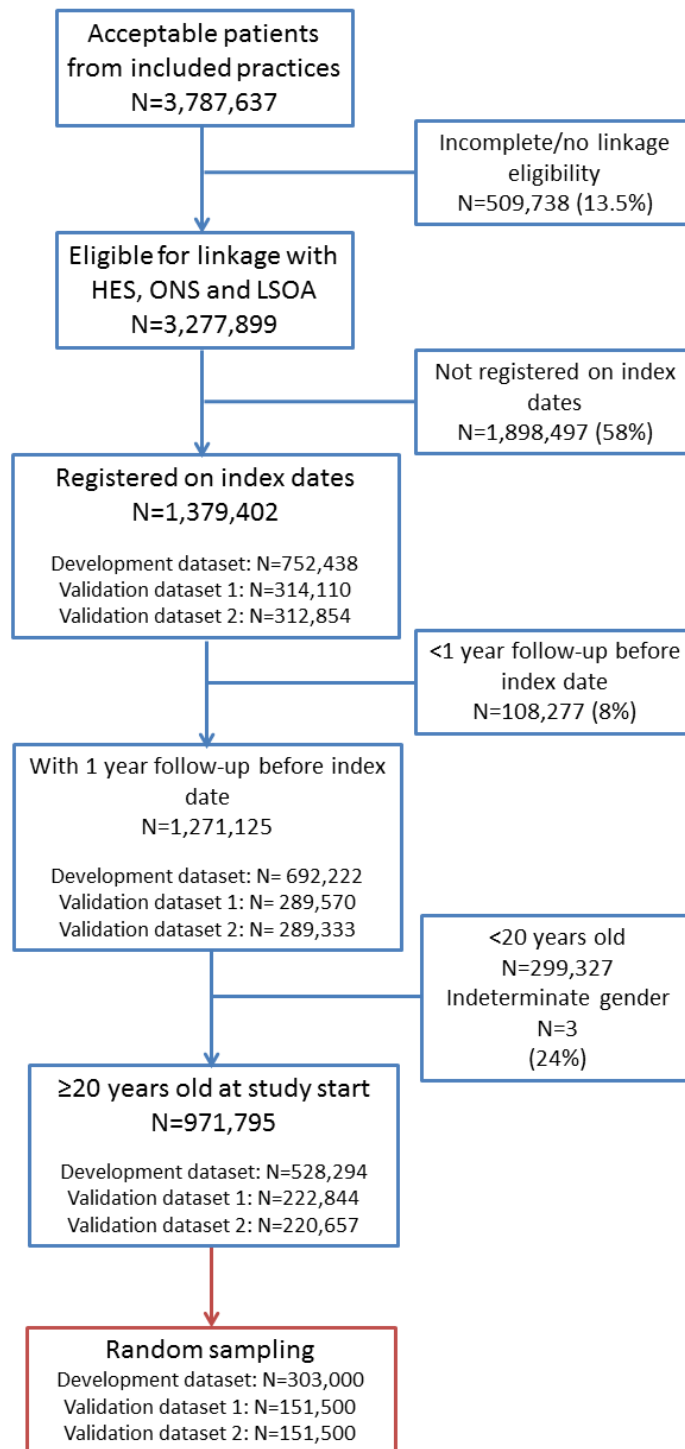 Acceptable patients
from included practices
N=3,787,637
Incomplete/no linkage
eligibility
N=509,738 (13.5%)
Eligible for linkage with
HES, ONS and LSOA
N=3,277,899
Not registered on index
dates
N=1,898,497 (58%)
Registered on index dates
N=1,379,402
Development dataset: N=752,438
Validation dataset 1: N=314,110
Validation dataset 2: N=312,854
<1 year follow-up before
index date
N=108,277 (8%)
With 1 year follow-up before index
date
N=1,271,125
Development dataset: N= 692,222
Validation dataset 1: N= 289,570
Validation dataset 2: N= 289,333
<20 years old
N=299,327
Indeterminate gender
N=3
(24%)
≥20 years old at study start
N=971,795
Development dataset: N=528,294
Validation dataset 1: N=222,844
Validation dataset 2: N=220,657
Random sampling
Development dataset: N=303,000
Validation dataset 1: N=151,500
Validation dataset 2: N=151,500